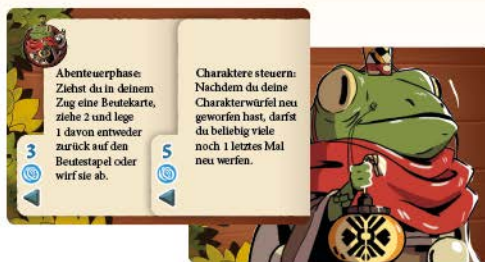 Abenteuerphase:
Ziehst du in deinem
Zug eine Beutekarte,
ziehe 2 und lege
1 davon entweder
zurück auf den
Beutestapel oder
wirf sie ab.
3
Charaktere steuern:
Nachdem du deine
Charakterwürfel neu
geworfen hast, darfst
du beliebig viele
noch 1 letztes Mal
neu werfen.
5